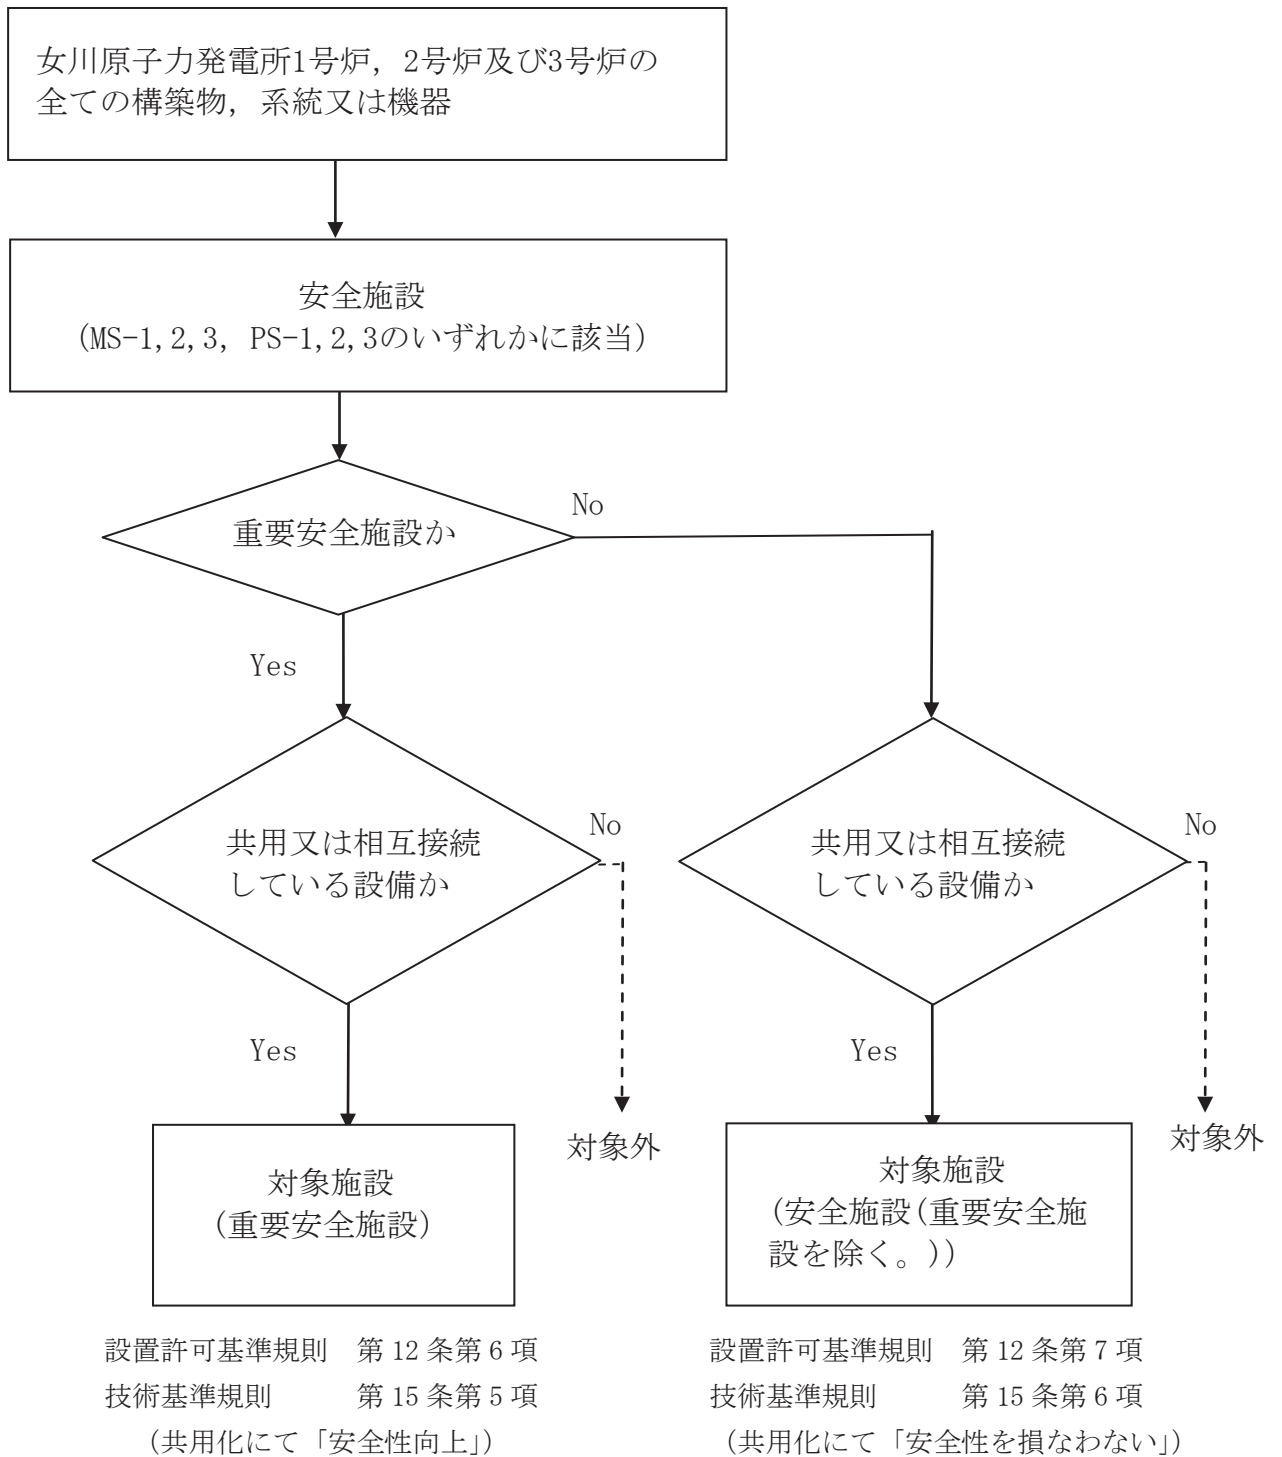 女川原子力発電所1号炉，2号炉及び3号炉の
全ての構築物，系統又は機器
安全施設
(MS-1,2,3，PS-1,2,3のいずれかに該当)
重要安全施設か
No
Yes
共用又は相互接続
している設備か
No
共用又は相互接続
している設備か
No
Yes
Yes
対象施設
(重要安全施設)
対象外
対象施設
(安全施設(重要安全施
設を除く。))
対象外
設置許可基準規則　第 12 条第 6 項
技術基準規則　　　第 15 条第 5 項
（共用化にて「安全性向上」）
設置許可基準規則　第 12 条第 7 項
技術基準規則　　　第 15 条第 6 項
（共用化にて「安全性を損なわない」）